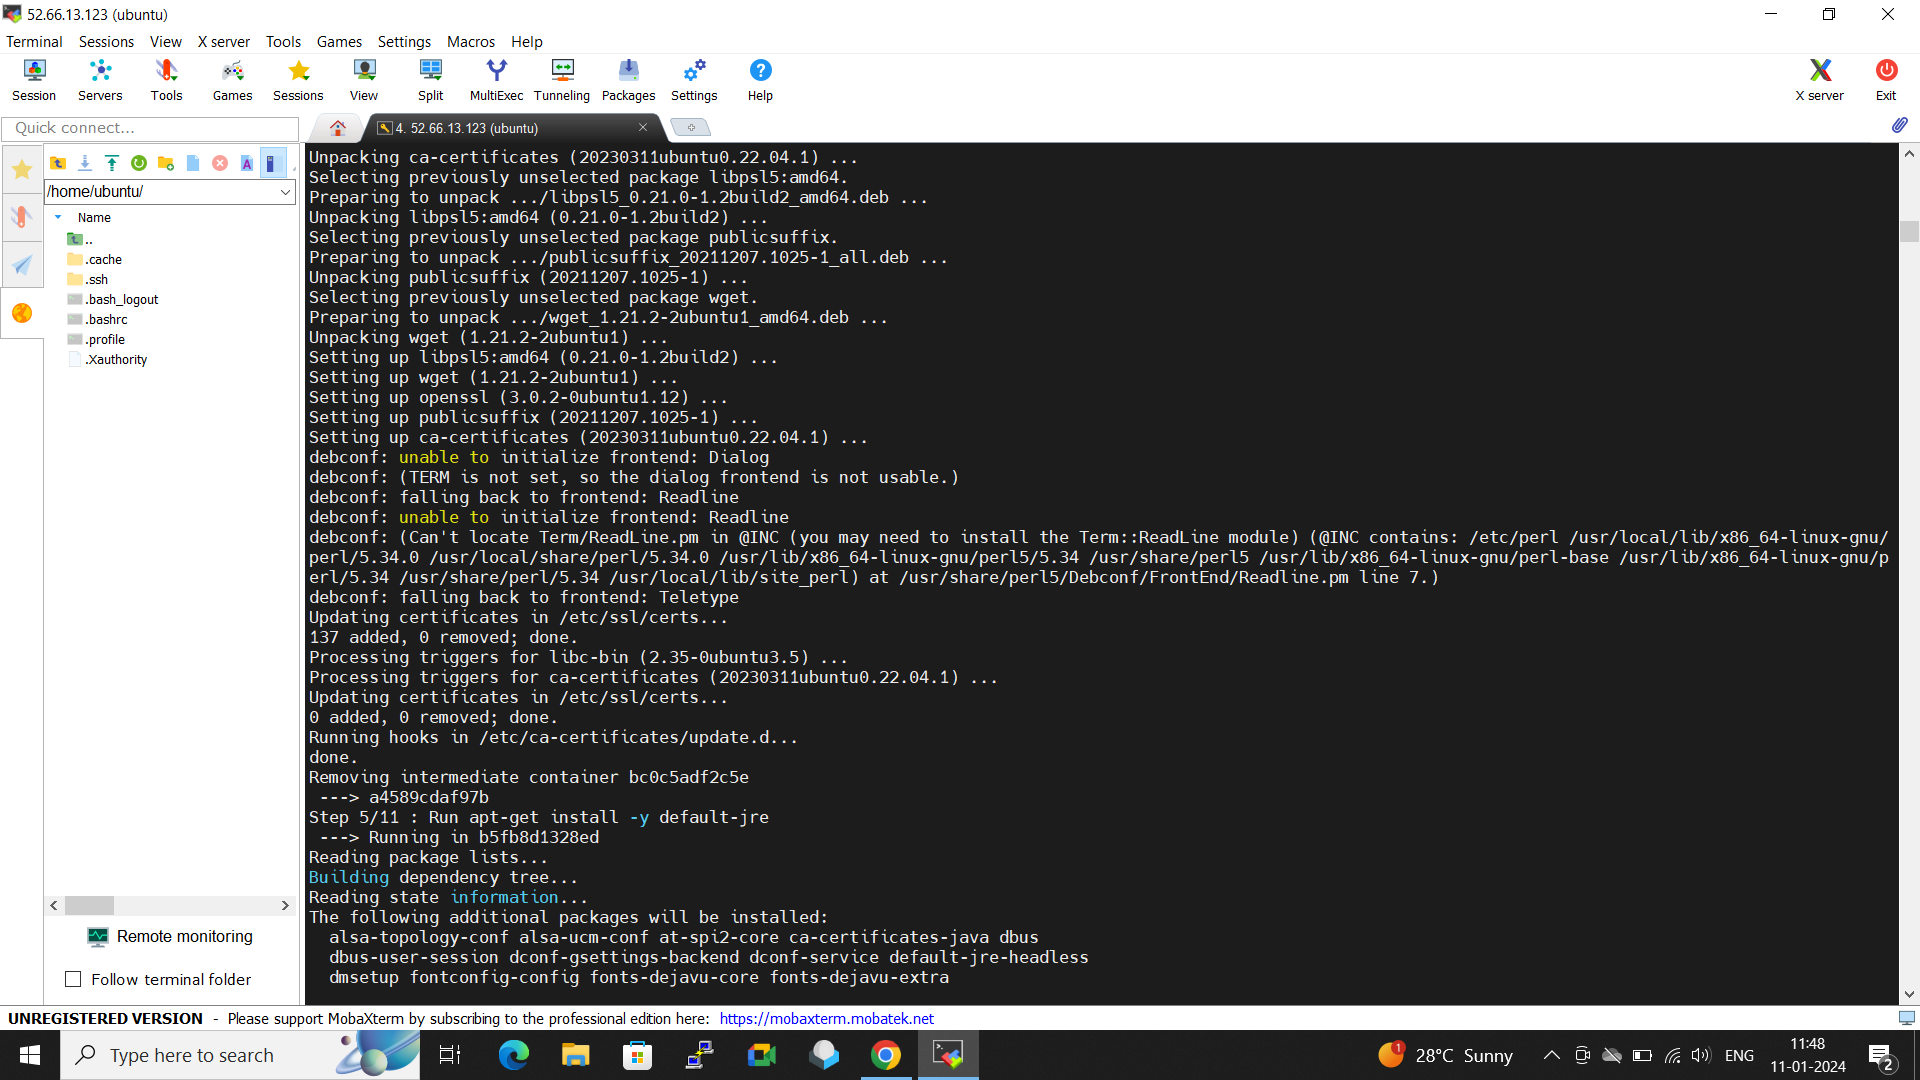 52.66.13.123 (ubuntu)
Terminal Sessions View X server Tools Games Settings Macros Help
Session Servers Tools Games Sessions View Split MultiExec Tunneling Packages Settings Help X server Exit
Quick connect...
4. 52.66.13.123 (ubuntu)
/home/ubuntu/
Name
..
.cache
.ssh
.bash_logout
.bashrc
.profile
.Xauthority
Remote monitoring
Follow terminal folder
Unpacking ca-certificates (20230311ubuntu0.22.04.1) ...
Selecting previously unselected package libpsl5:amd64.
Preparing to unpack .../libpsl5_0.21.0-1.2build2_amd64.deb ...
Unpacking libpsl5:amd64 (0.21.0-1.2build2) ...
Selecting previously unselected package publicsuffix.
Preparing to unpack .../publicsuffix_20211207.1025-1_all.deb ...
Unpacking publicsuffix (20211207.1025-1) ...
Selecting previously unselected package wget.
Preparing to unpack .../wget_1.21.2-2ubuntu1_amd64.deb ...
Unpacking wget (1.21.2-2ubuntu1) ...
Setting up libpsl5:amd64 (0.21.0-1.2build2) ...
Setting up wget (1.21.2-2ubuntu1) ...
Setting up openssl (3.0.2-0ubuntu1.12) ...
Setting up publicsuffix (20211207.1025-1) ...
Setting up ca-certificates (20230311ubuntu0.22.04.1) ...
debconf: unable to initialize frontend: Dialog
debconf: (TERM is not set, so the dialog frontend is not usable.)
debconf: falling back to frontend: Readline
debconf: unable to initialize frontend: Readline
debconf: (Can't locate Term/ReadLine.pm in @INC (you may need to install the Term::ReadLine module) (@INC contains: /etc/perl /usr/local/lib/x86_64-linux-gnu/
perl/5.34.0 /usr/local/share/perl/5.34.0 /usr/lib/x86_64-linux-gnu/perl5/5.34 /usr/share/perl5 /usr/lib/x86_64-linux-gnu/perl-base /usr/lib/x86_64-linux-gnu/p
erl/5.34 /usr/share/perl/5.34 /usr/local/lib/site_perl) at /usr/share/perl5/Debconf/FrontEnd/Readline.pm line 7.)
debconf: falling back to frontend: Teletype
Updating certificates in /etc/ssl/certs...
137 added, 0 removed; done.
Processing triggers for libc-bin (2.35-0ubuntu3.5) ...
Processing triggers for ca-certificates (20230311ubuntu0.22.04.1) ...
Updating certificates in /etc/ssl/certs...
0 added, 0 removed; done.
Running hooks in /etc/ca-certificates/update.d...
done.
Removing intermediate container bc0c5adf2c5e
---> a4589cdaf97b
Step 5/11 : Run apt-get install -y default-jre
---> Running in b5fb8d1328ed
Reading package lists...
Building dependency tree...
Reading state information...
The following additional packages will be installed:
alsa-topology-conf alsa-ucm-conf at-spi2-core ca-certificates-java dbus
dbus-user-session dconf-gsettings-backend dconf-service default-jre-headless
dmsetup fontconfig-config fonts-dejavu-core fonts-dejavu-extra
UNREGISTERED VERSION - Please support MobaXterm by subscribing to the professional edition here: https://mobaxterm.mobatek.net
Type here to search
1
28°C Sunny
ENG
11:48
11-01-2024
2